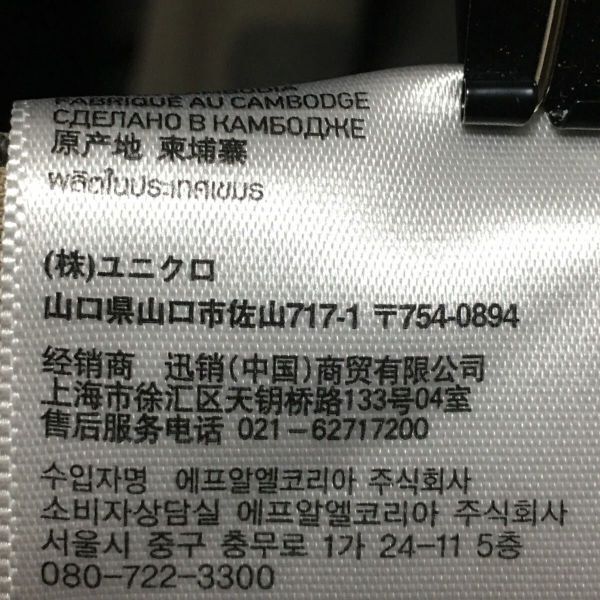 CAMBODIA
FABRIQUÉ AU CAMBODGE
СДЕЛАНО В КАМБОДЖЕ
原产地 柬埔寨
ผลิตในประเทศเขมร
(株)ユニクロ
山口県山口市佐山717-1 〒754-0894
经销商 迅销(中国)商贸有限公司
上海市徐汇区天钥桥路133号04室
售后服务电话 021-62717200
수입자명 에프알엘코리아 주식회사
소비자상담실 에프알엘코리아 주식회사
서울시 중구 충무로 1가 24-11 5층
080-722-3300